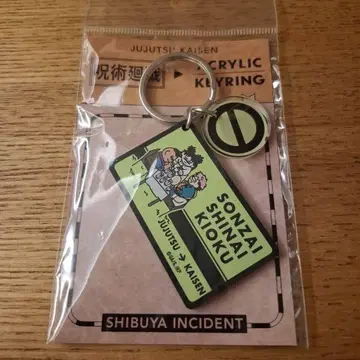 JUJUTSU KAISEN
呪術廻戦
ACRYLIC
KEYRING
SONZAI
SHINAI
KIOKU
JUJUTSU → KAISEN
SHIBUYA INCIDENT